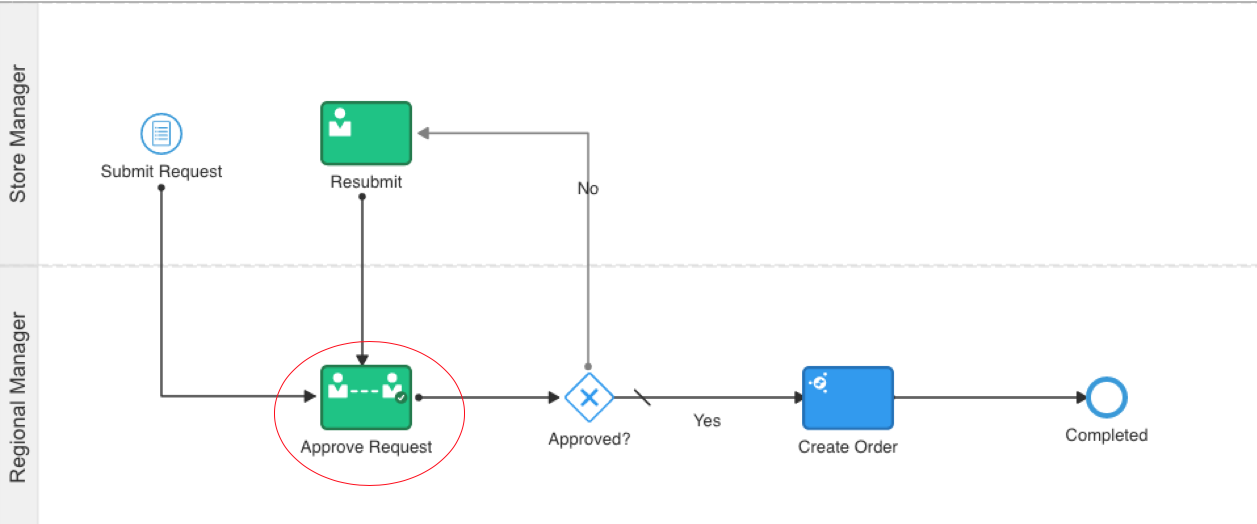 Store Manager
Submit Request
Resubmit
No
Regional Manager
Approve Request
Approved?
Yes
Create Order
Completed